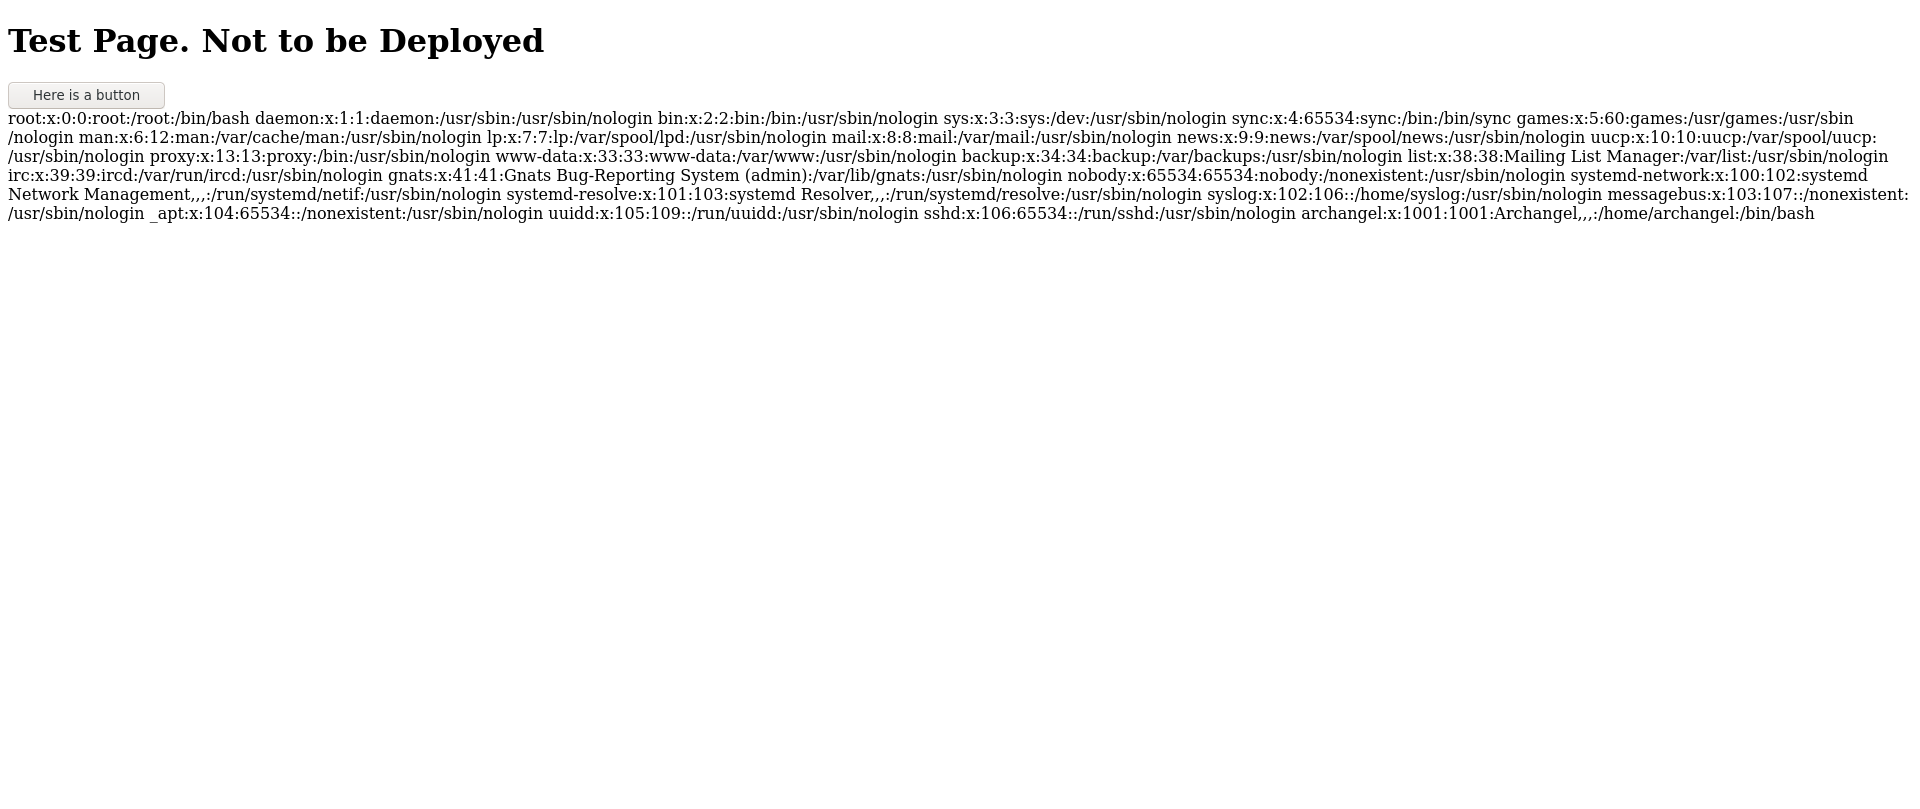 Test Page. Not to be Deployed
Here is a button
root:x:0:0:root:/root:/bin/bash daemon:x:1:1:daemon:/usr/sbin:/usr/sbin/nologin bin:x:2:2:bin:/bin:/usr/sbin/nologin sys:x:3:3:sys:/dev:/usr/sbin/nologin sync:x:4:65534:sync:/bin:/bin/sync games:x:5:60:games:/usr/games:/usr/sbin
/nologin man:x:6:12:man:/var/cache/man:/usr/sbin/nologin lp:x:7:7:lp:/var/spool/lpd:/usr/sbin/nologin mail:x:8:8:mail:/var/mail:/usr/sbin/nologin news:x:9:9:news:/var/spool/news:/usr/sbin/nologin uucp:x:10:10:uucp:/var/spool/uucp:
/usr/sbin/nologin proxy:x:13:13:proxy:/bin:/usr/sbin/nologin www-data:x:33:33:www-data:/var/www:/usr/sbin/nologin backup:x:34:34:backup:/var/backups:/usr/sbin/nologin list:x:38:38:Mailing List Manager:/var/list:/usr/sbin/nologin
irc:x:39:39:ircd:/var/run/ircd:/usr/sbin/nologin gnats:x:41:41:Gnats Bug-Reporting System (admin):/var/lib/gnats:/usr/sbin/nologin nobody:x:65534:65534:nobody:/nonexistent:/usr/sbin/nologin systemd-network:x:100:102:systemd
Network Management,,,:/run/systemd/netif:/usr/sbin/nologin systemd-resolve:x:101:103:systemd Resolver,,,:/run/systemd/resolve:/usr/sbin/nologin syslog:x:102:106::/home/syslog:/usr/sbin/nologin messagebus:x:103:107::/nonexistent:
/usr/sbin/nologin _apt:x:104:65534::/nonexistent:/usr/sbin/nologin uuidd:x:105:109::/run/uuidd:/usr/sbin/nologin sshd:x:106:65534::/run/sshd:/usr/sbin/nologin archangel:x:1001:1001:Archangel,,,:/home/archangel:/bin/bash